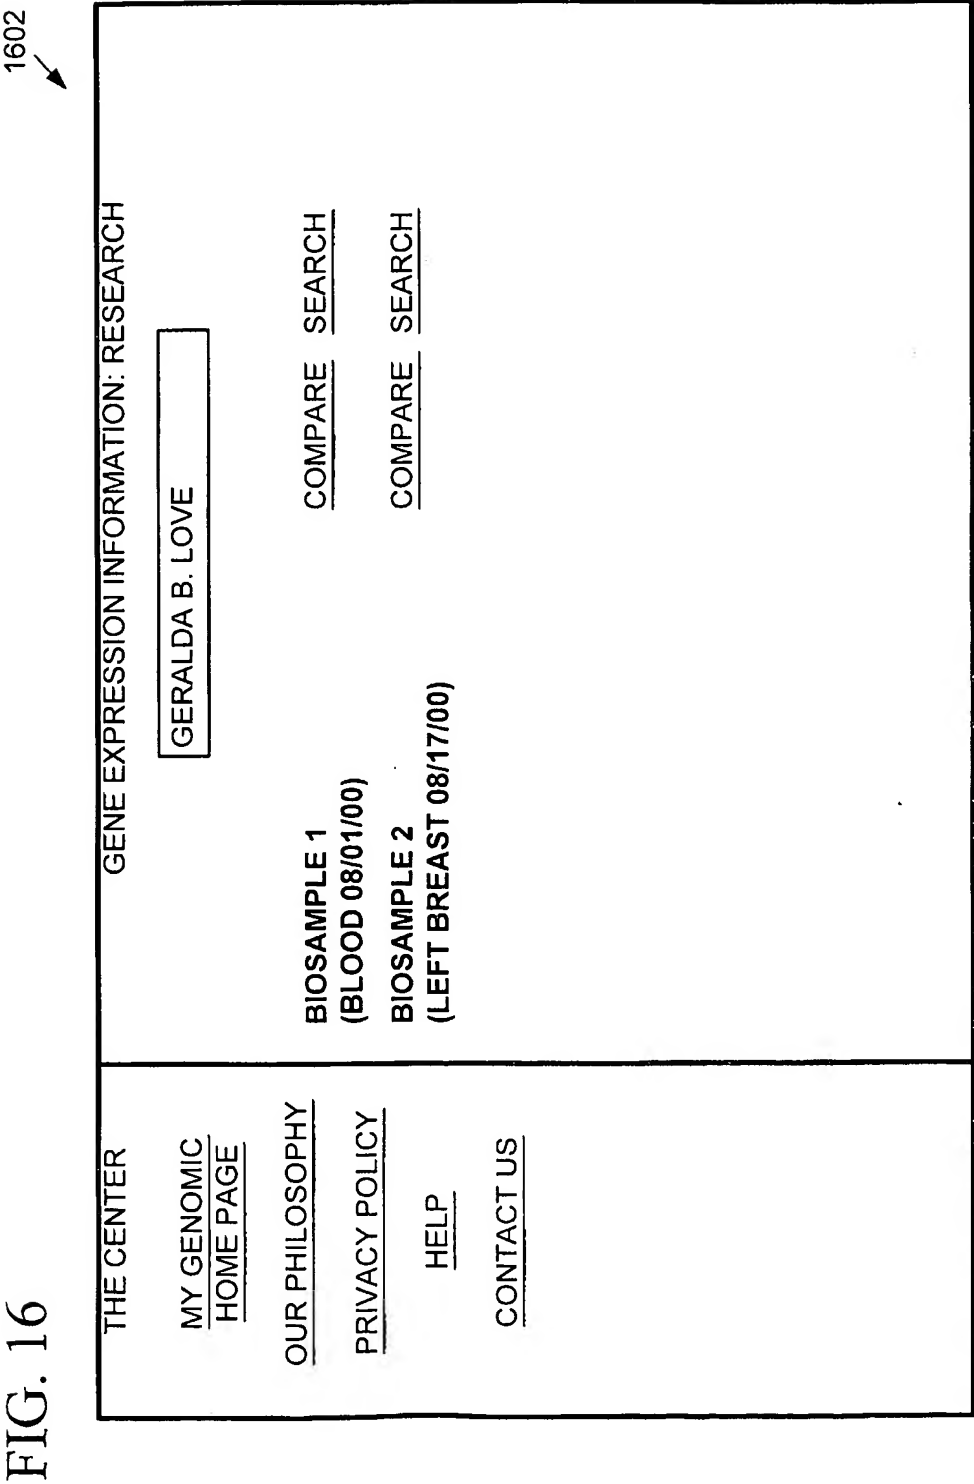 FIG. 16
1602
THE CENTER
MY GENOMIC
HOME PAGE
OUR PHILOSOPHY
PRIVACY POLICY
HELP
CONTACT US
GENE EXPRESSION INFORMATION: RESEARCH
GERALDA B. LOVE
BIOSAMPLE 1 COMPARE SEARCH
(BLOOD 08/01/00)
BIOSAMPLE 2 COMPARE SEARCH
(LEFT BREAST 08/17/00)